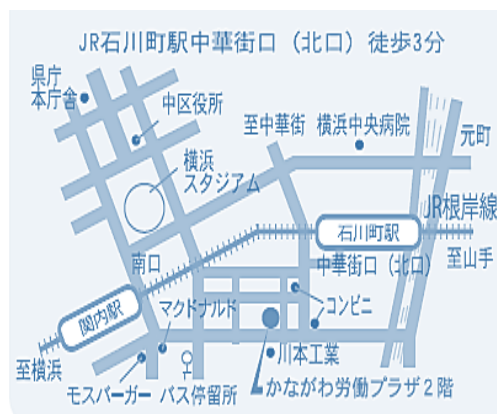 JR石川町駅中華街口（北口）徒歩3分
県庁
本庁舎
中区役所
至中華街
横浜中央病院
元町
横浜
スタジアム
JR根岸線
石川町駅
南口
中華街口（北口）
至山手
関内駅
マクドナルド
コンビニ
川本工業
至横浜
モスバーガー
バス停留所
かながわ労働プラザ２階